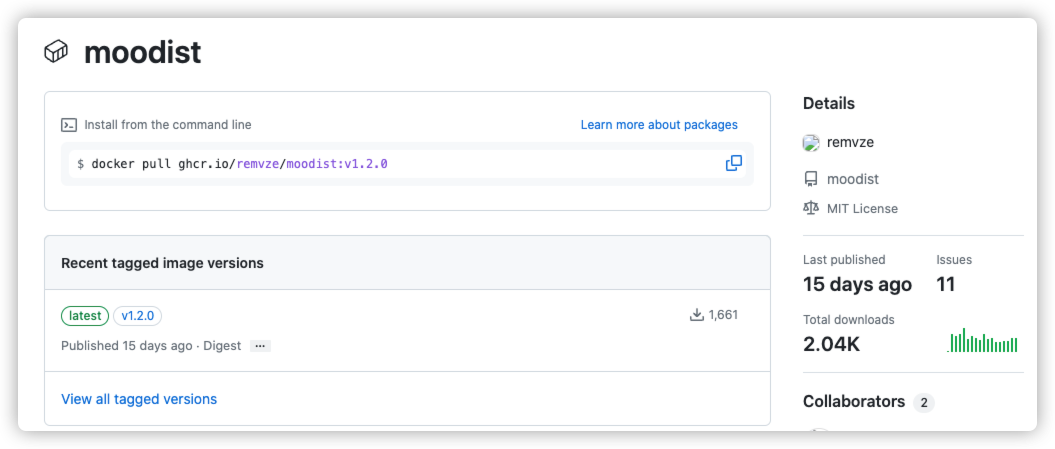 moodist
Install from the command line
Learn more about packages
$ docker pull ghcr.io/remvze/moodist:v1.2.0
Recent tagged image versions
latest v1.2.0
1,661
Published 15 days ago · Digest ···
View all tagged versions
Details
remvze
moodist
MIT License
Last published Issues
15 days ago 11
Total downloads
2.04K
Collaborators 2